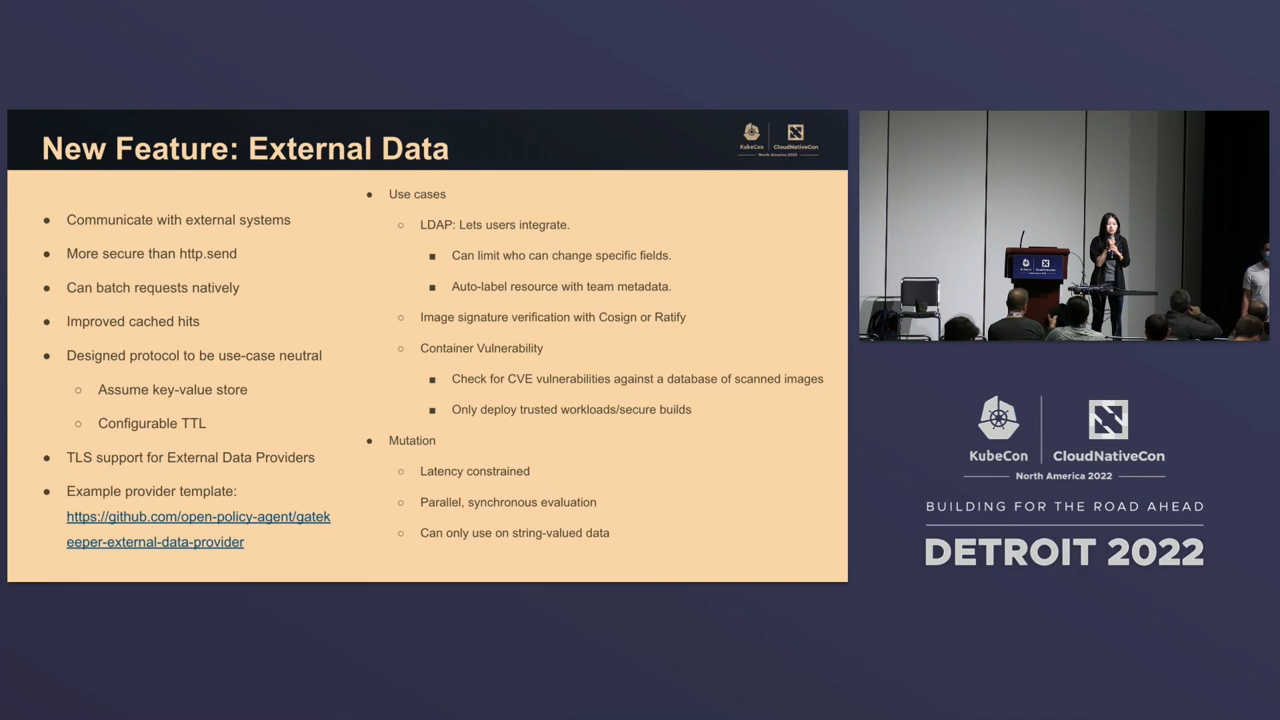 New Feature: External Data
KubeCon
CloudNativeCon
North America 2022
● Communicate with external systems
● More secure than http.send
● Can batch requests natively
● Improved cached hits
● Designed protocol to be use-case neutral
○ Assume key-value store
○ Configurable TTL
● TLS support for External Data Providers
● Example provider template:
https://github.com/open-policy-agent/gatek
eeper-external-data-provider
● Use cases
○ LDAP: Lets users integrate.
■ Can limit who can change specific fields.
■ Auto-label resource with team metadata.
○ Image signature verification with Cosign or Ratify
○ Container Vulnerability
■ Check for CVE vulnerabilities against a database of scanned images
■ Only deploy trusted workloads/secure builds
● Mutation
○ Latency constrained
○ Parallel, synchronous evaluation
○ Can only use on string-valued data
KubeCon
CloudNativeCon
North America 2022
BUILDING FOR THE ROAD AHEAD
DETROIT 2022